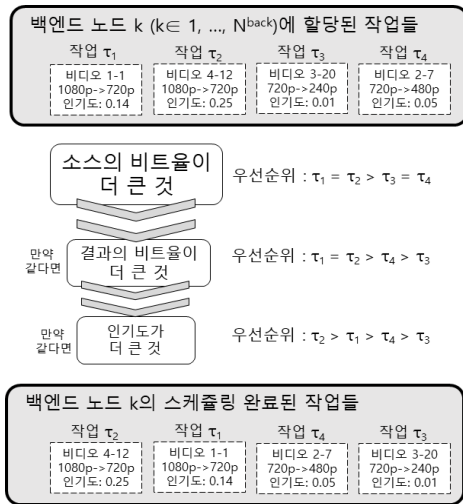 백엔드 노드 k (k∈ 1, ..., N^back)에 할당된 작업들
작업 τ₁ 작업 τ₂ 작업 τ₃ 작업 τ₄
비디오 1-1 비디오 4-12 비디오 3-20 비디오 2-7
1080p->720p 1080p->720p 720p->240p 720p->480p
인기도: 0.14 인기도: 0.25 인기도: 0.01 인기도: 0.05
소스의 비트율이
더 큰 것
우선순위 : τ₁ = τ₂ > τ₃ = τ₄
만약
같다면
결과의 비트율이
더 큰 것
우선순위 : τ₁ = τ₂ > τ₄ > τ₃
만약
같다면
인기도가
더 큰 것
우선순위 : τ₂ > τ₁ > τ₄ > τ₃
백엔드 노드 k의 스케쥴링 완료된 작업들
작업 τ₂ 작업 τ₁ 작업 τ₄ 작업 τ₃
비디오 4-12 비디오 1-1 비디오 2-7 비디오 3-20
1080p->720p 1080p->720p 720p->480p 720p->240p
인기도: 0.25 인기도: 0.14 인기도: 0.05 인기도: 0.01